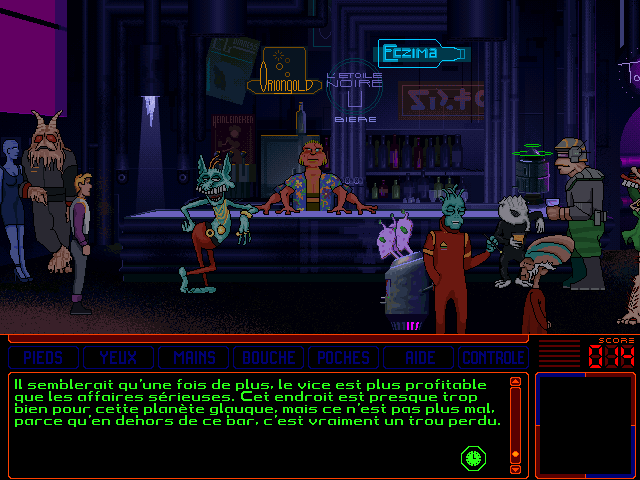 Eczima
ORIONGOLD
L'ETOILE
NOIRE
BIERE
HEINLEINEKEN
To
SCORE
014
PIEDS YEUX MAINS BOUCHE POCHES AIDE CONTROLE
Il semblerait qu'une fois de plus, le vice est plus profitable
que les affaires sérieuses. Cet endroit est presque trop
bien pour cette planète glauque, mais ce n'est pas plus mal,
parce qu'en dehors de ce bar, c'est vraiment un trou perdu.